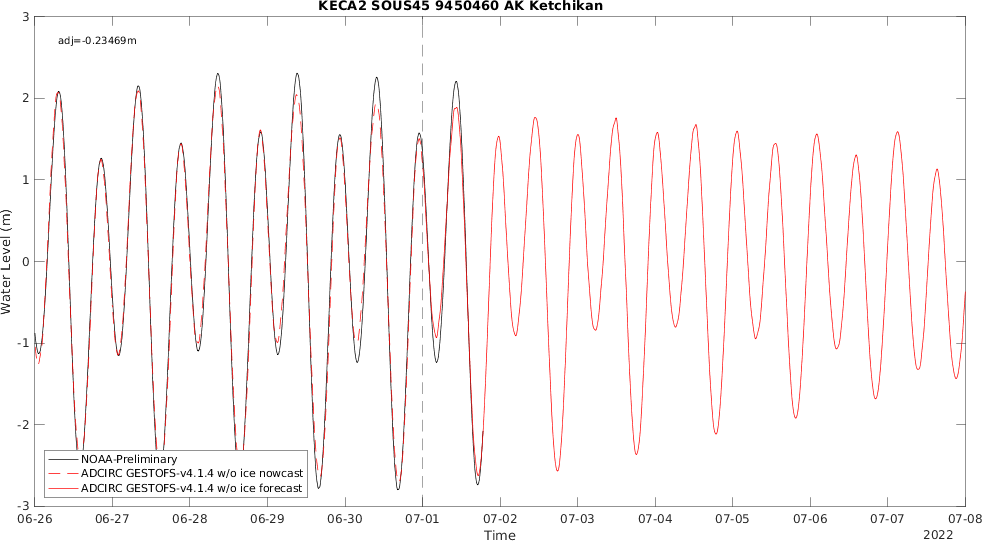 KECA2 SOUS45 9450460 AK Ketchikan
adj=-0.23469m
3
2
1
0
-1
-2
-3
Water Level (m)
NOAA-Preliminary
ADCIRC GESTOFS-v4.1.4 w/o ice nowcast
ADCIRC GESTOFS-v4.1.4 w/o ice forecast
06-26 06-27 06-28 06-29 06-30 07-01 07-02 07-03 07-04 07-05 07-06 07-07 07-08
Time
2022